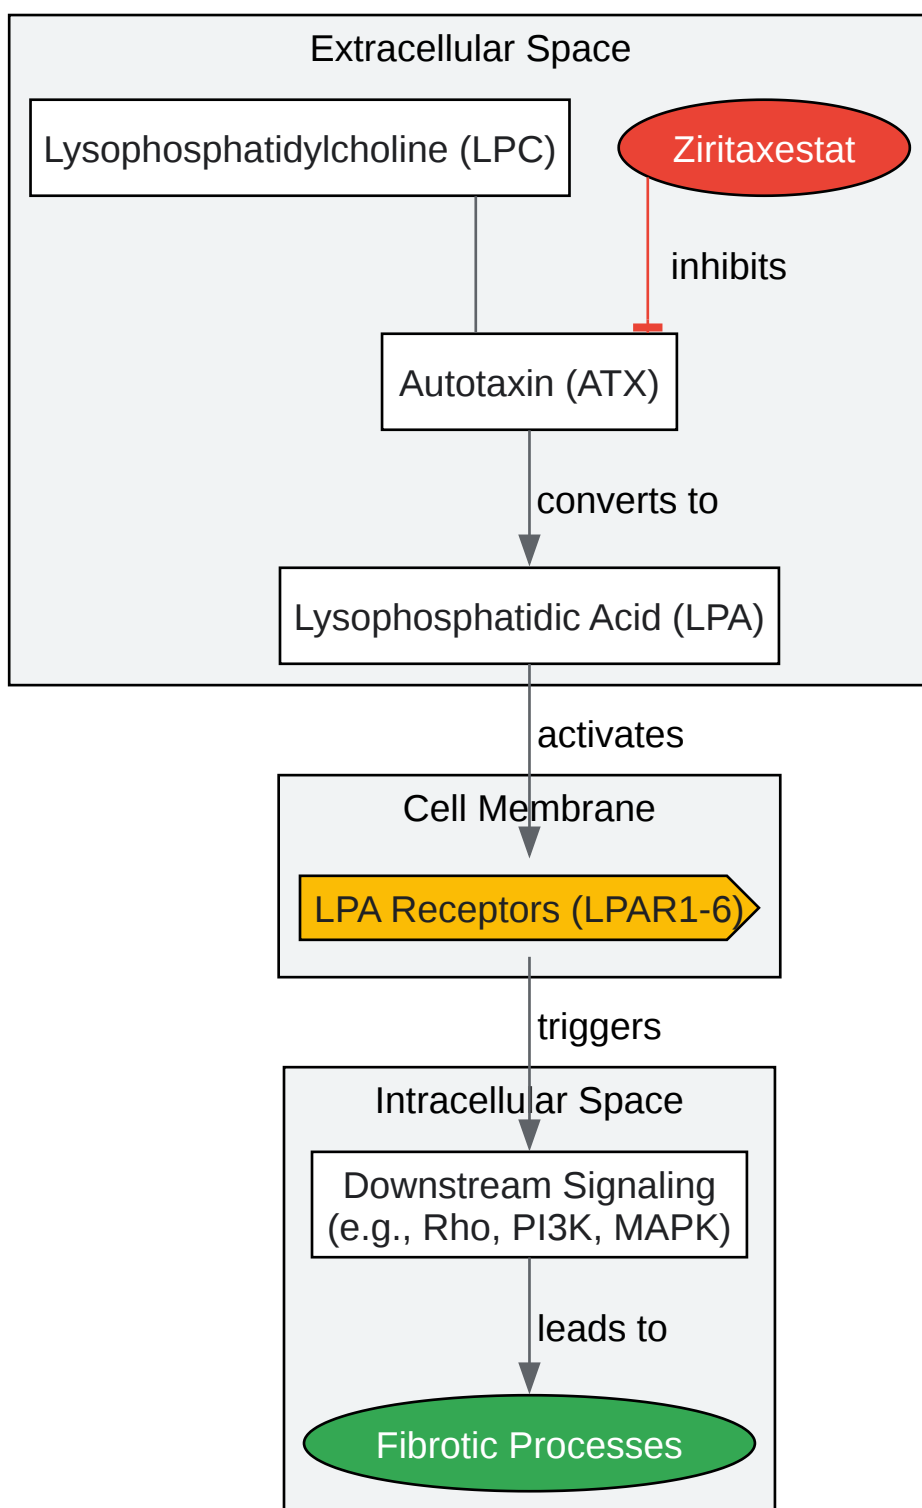 Extracellular Space
Lysophosphatidylcholine (LPC)
Ziritaxestat
inhibits
Autotaxin (ATX)
converts to
Lysophosphatidic Acid (LPA)
activates
Cell Membrane
LPA Receptors (LPAR1-6)
triggers
Intracellular Space
Downstream Signaling
(e.g., Rho, PI3K, MAPK)
leads to
Fibrotic Processes